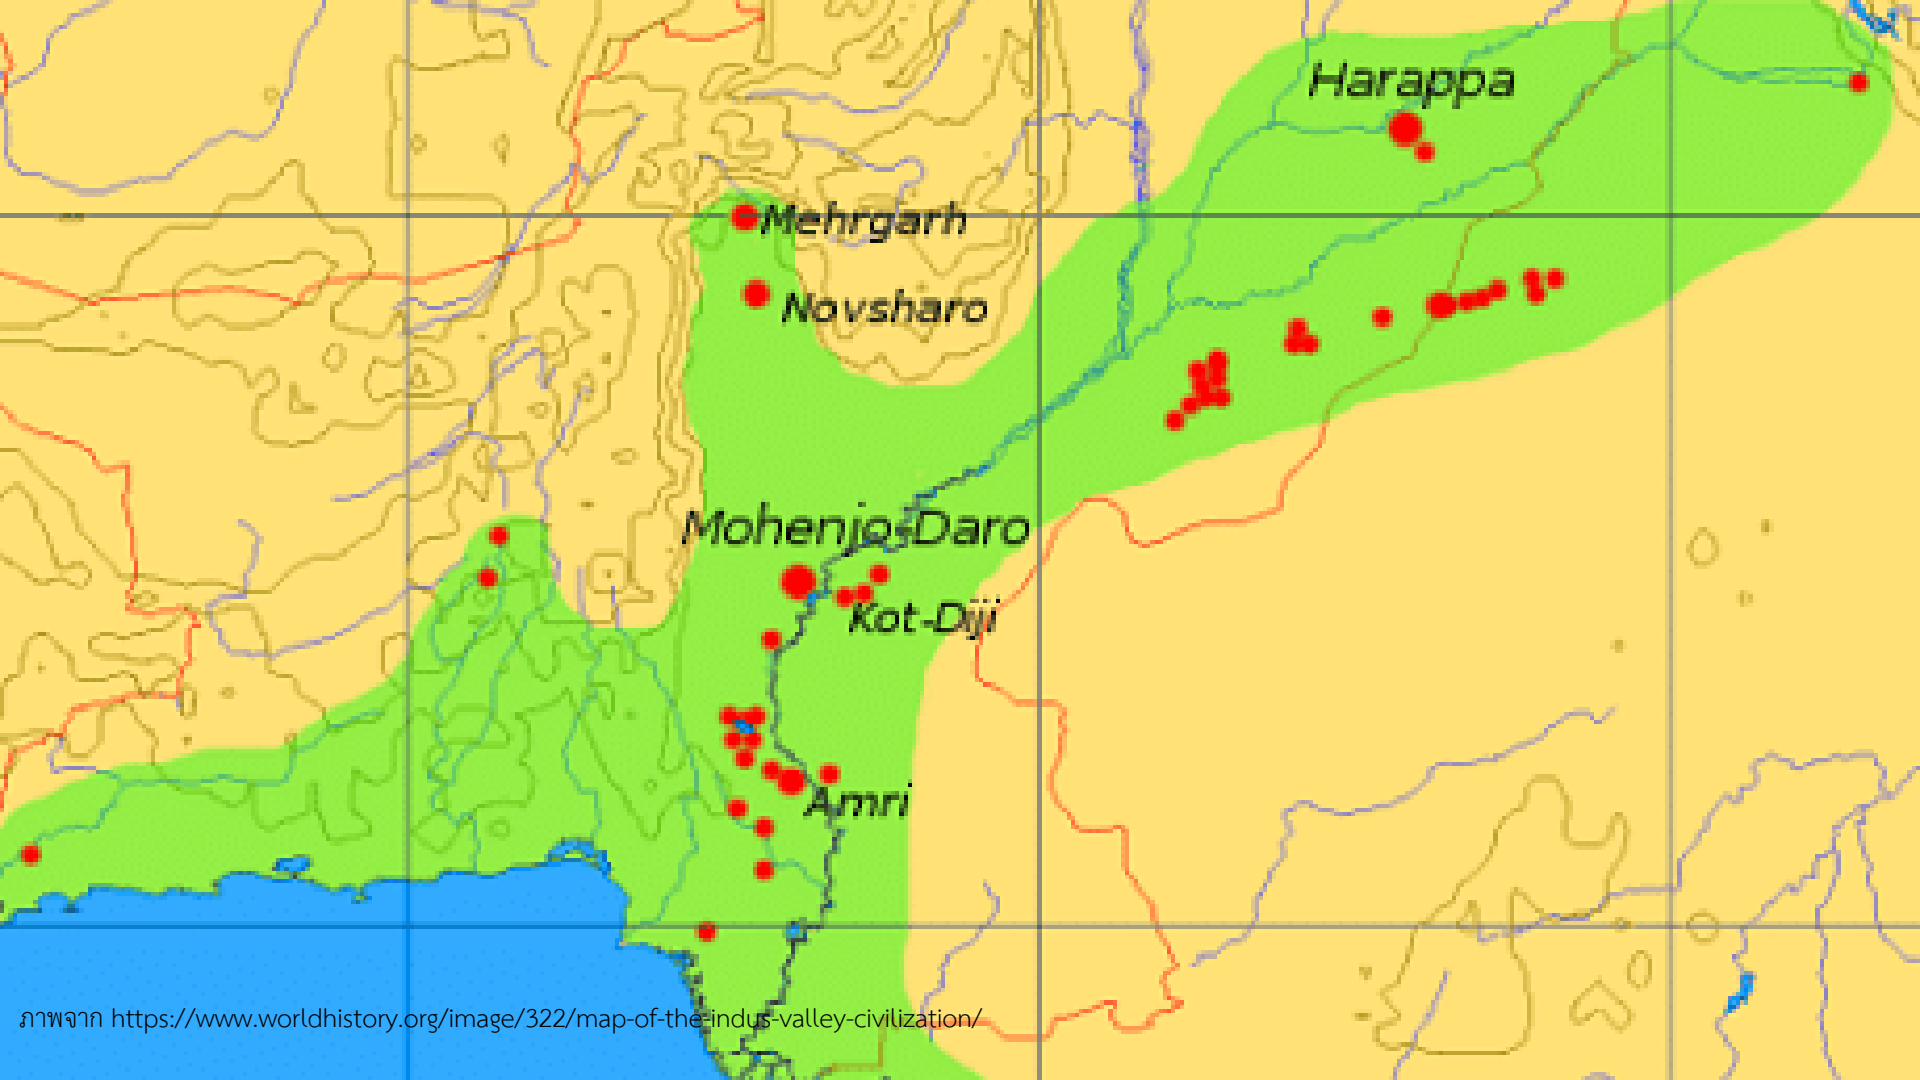 Harappa
Mehrgarh
Novsharo
Mohenjo-Daro
Kot-Diji
Amri
ภาพจาก https://www.worldhistory.org/image/322/map-of-the-indus-valley-civilization/